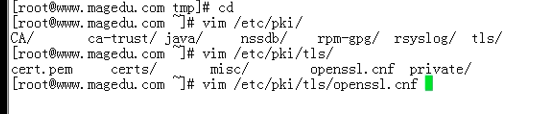 [root@www.magedu.com tmp]# cd
[root@www.magedu.com ~]# vim /etc/pki/
CA/ ca-trust/ java/ nssdb/ rpm-gpg/ rsyslog/ tls/
[root@www.magedu.com ~]# vim /etc/pki/tls/
cert.pem certs/ misc/ openssl.cnf private/
[root@www.magedu.com ~]# vim /etc/pki/tls/openssl.cnf